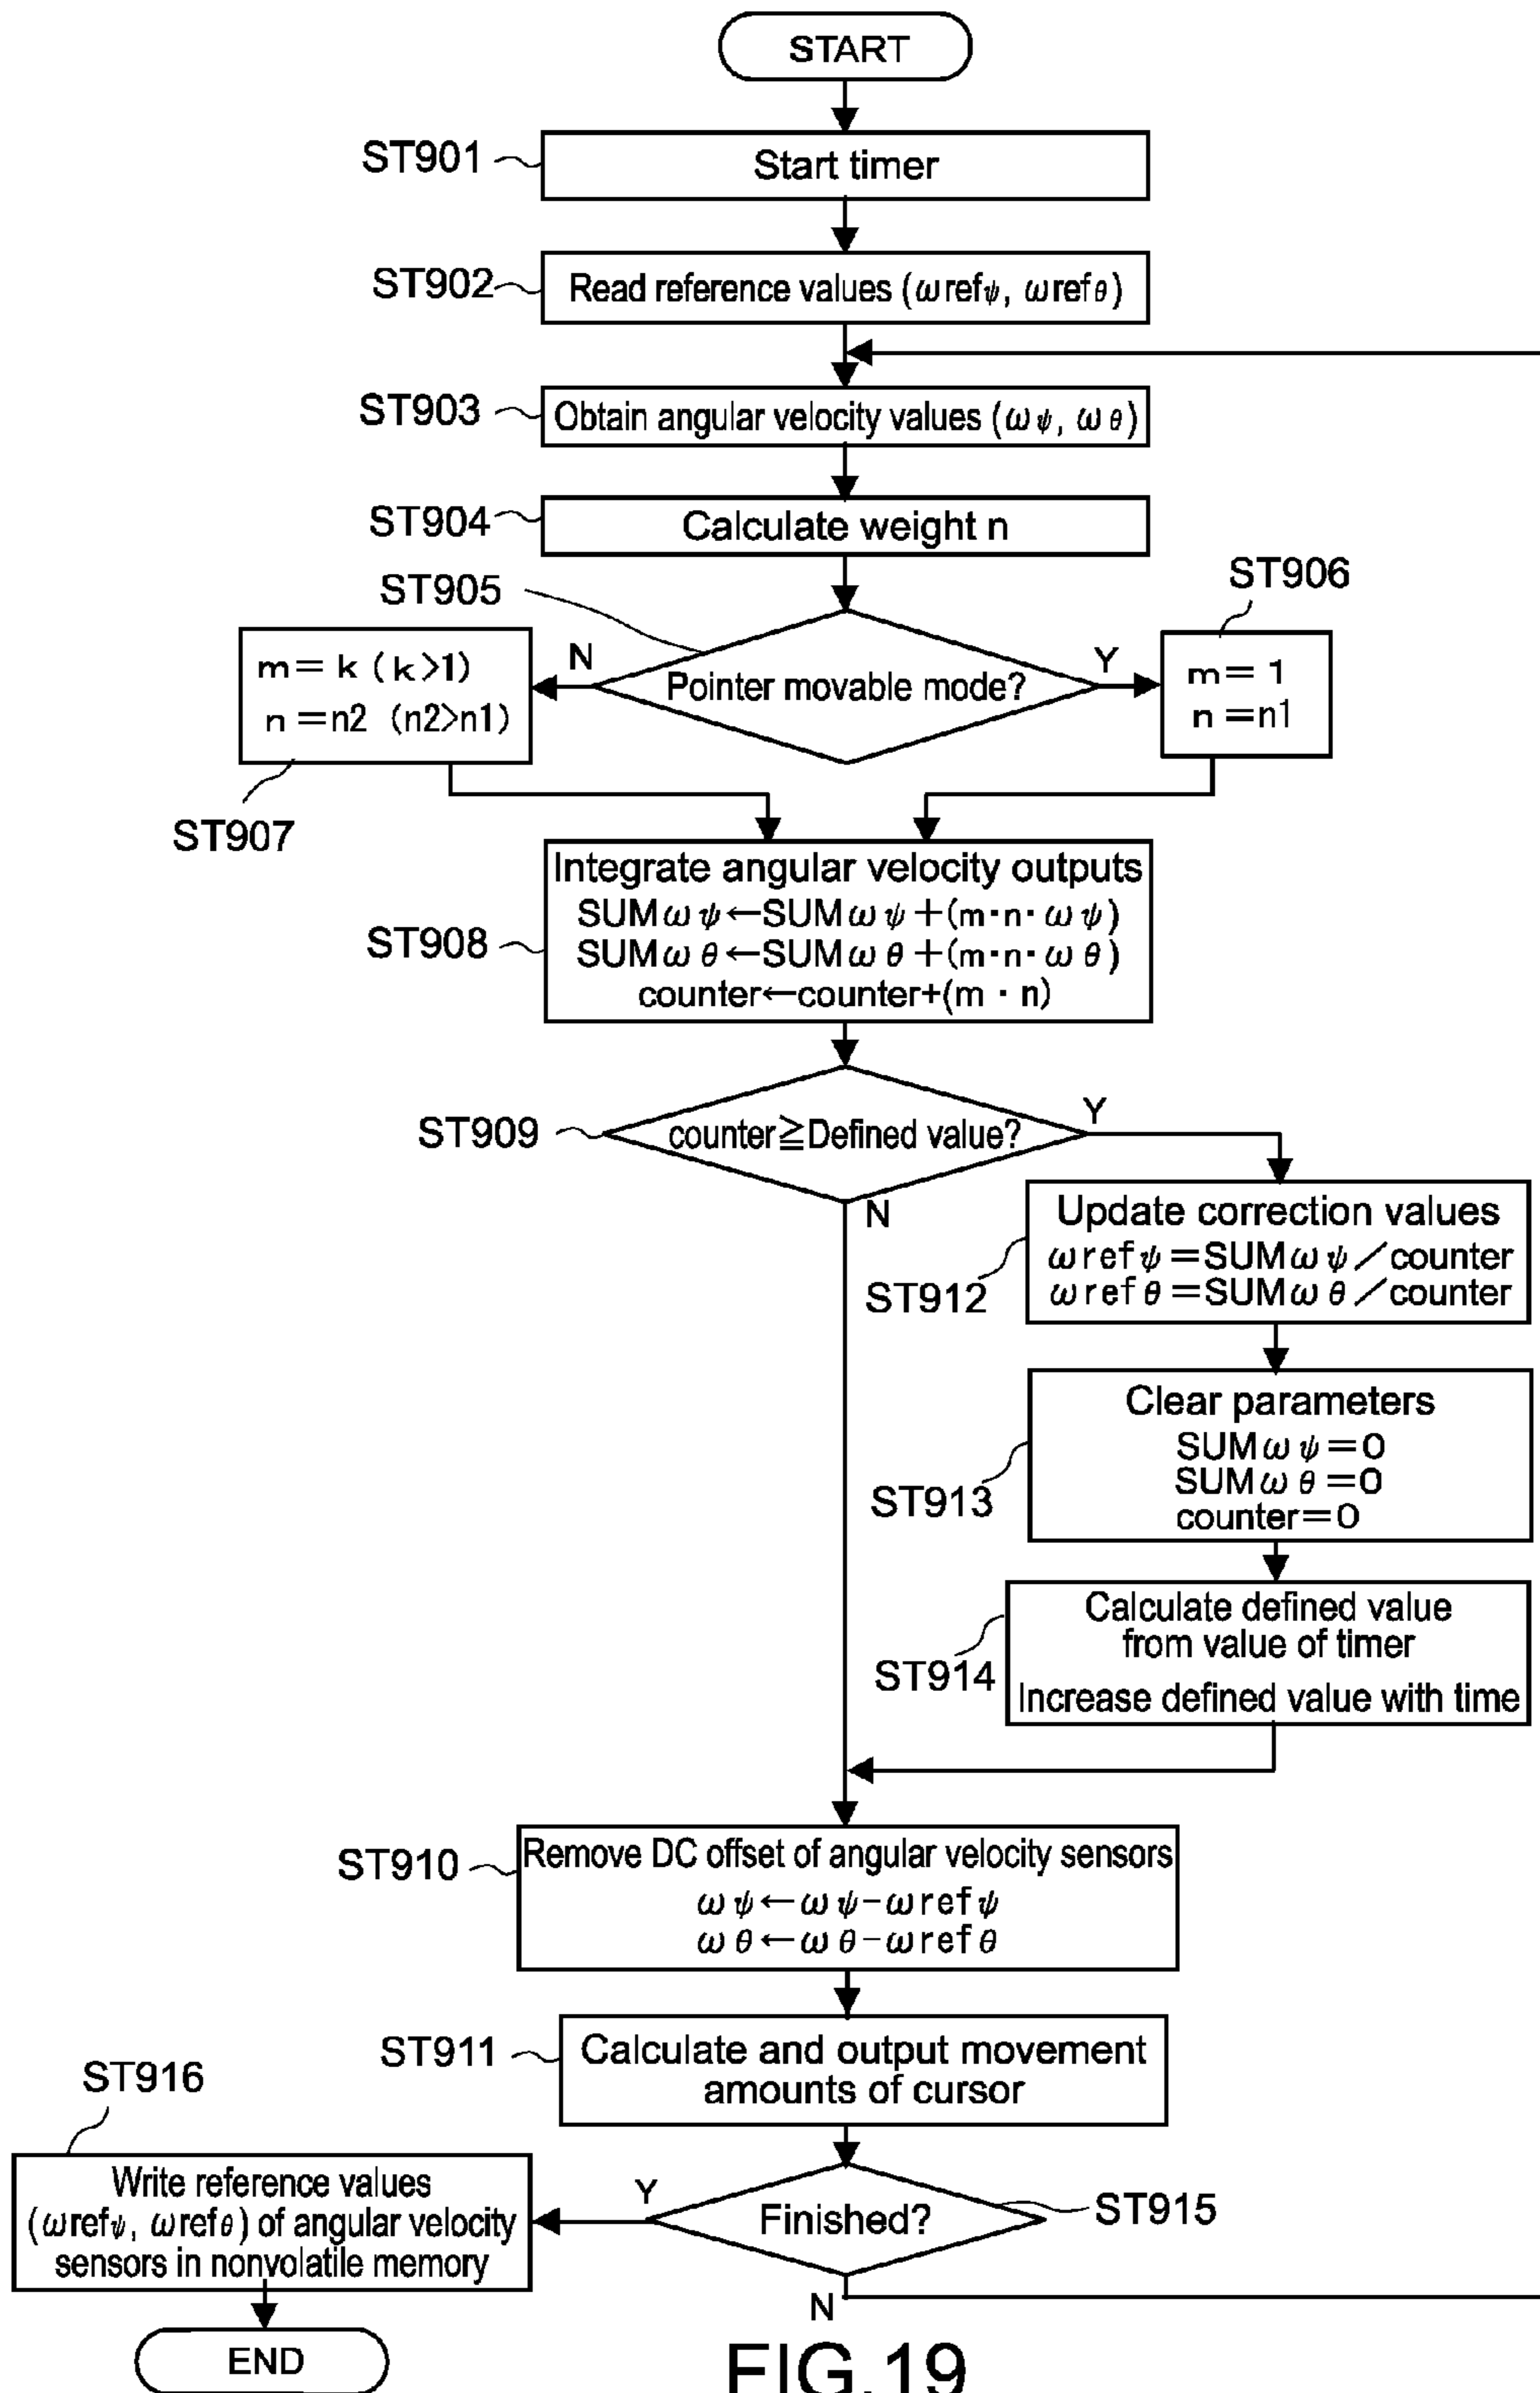 START
ST901
Start timer
ST902
Read reference values (ωrefψ, ωrefθ)
ST903
Obtain angular velocity values (ωψ, ωθ)
ST904
Calculate weight n
ST905
ST906
N
Pointer movable mode?
Y
m= k (k>1)
n =n2 (n2>n1)
m= 1
n =n1
ST907
ST908
Integrate angular velocity outputs
SUMωψ←SUMωψ+(m・n・ωψ)
SUMωθ←SUMωθ+(m・n・ωθ)
counter←counter+(m・n)
ST909
counter≧Defined value?
Y
N
ST912
Update correction values
ωrefψ=SUMωψ/counter
ωrefθ=SUMωθ/counter
ST913
Clear parameters
SUMωψ=0
SUMωθ=0
counter=0
ST914
Calculate defined value
from value of timer
Increase defined value with time
ST910
Remove DC offset of angular velocity sensors
ωψ←ωψ-ωrefψ
ωθ←ωθ-ωrefθ
ST911
Calculate and output movement
amounts of cursor
ST916
Write reference values
(ωrefψ, ωrefθ) of angular velocity
sensors in nonvolatile memory
Y
Finished?
ST915
N
END
FIG.19